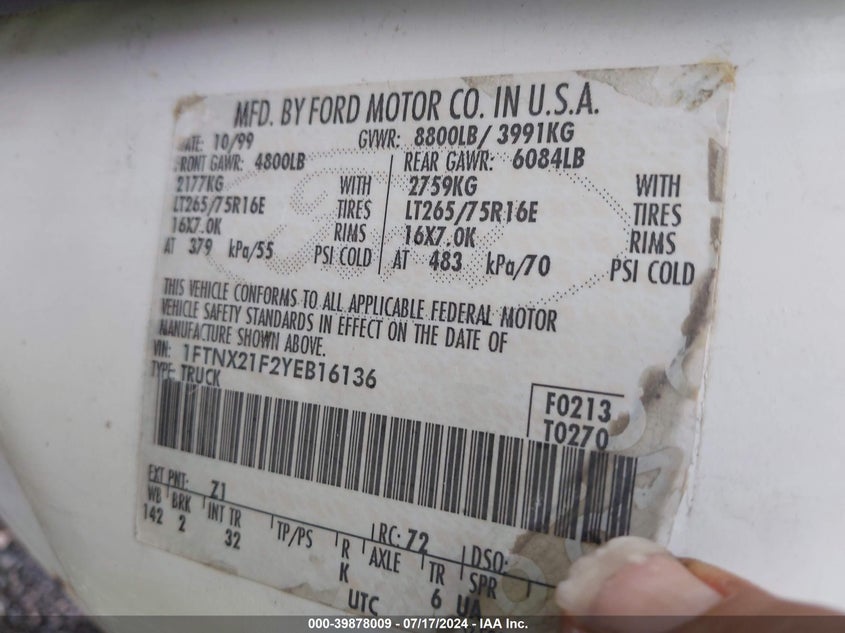 MFD. BY FORD MOTOR CO. IN U.S.A.
DATE: 10/99 GVWR: 8800LB/ 3991KG
FRONT GAWR: 4800LB REAR GAWR: 6084LB
2177KG WITH 2759KG WITH
LT265/75R16E TIRES LT265/75R16E TIRES
16X7.0K RIMS 16X7.0K RIMS
AT 379 kPa/55 PSI COLD AT 483 kPa/70 PSI COLD
THIS VEHICLE CONFORMS TO ALL APPLICABLE FEDERAL MOTOR
VEHICLE SAFETY STANDARDS IN EFFECT ON THE DATE OF
MANUFACTURE SHOWN ABOVE.
VIN: 1FTNX21F2YEB16136
TYPE: TRUCK
F0213
T0270
EXT PNT: Z1 RC: 72 DSO:
WB BRK INT TR TP/PS R AXLE TR SPR
142 2 32 K 6 UA
UTC
000-39878009 - 07/17/2024 - IAA Inc.